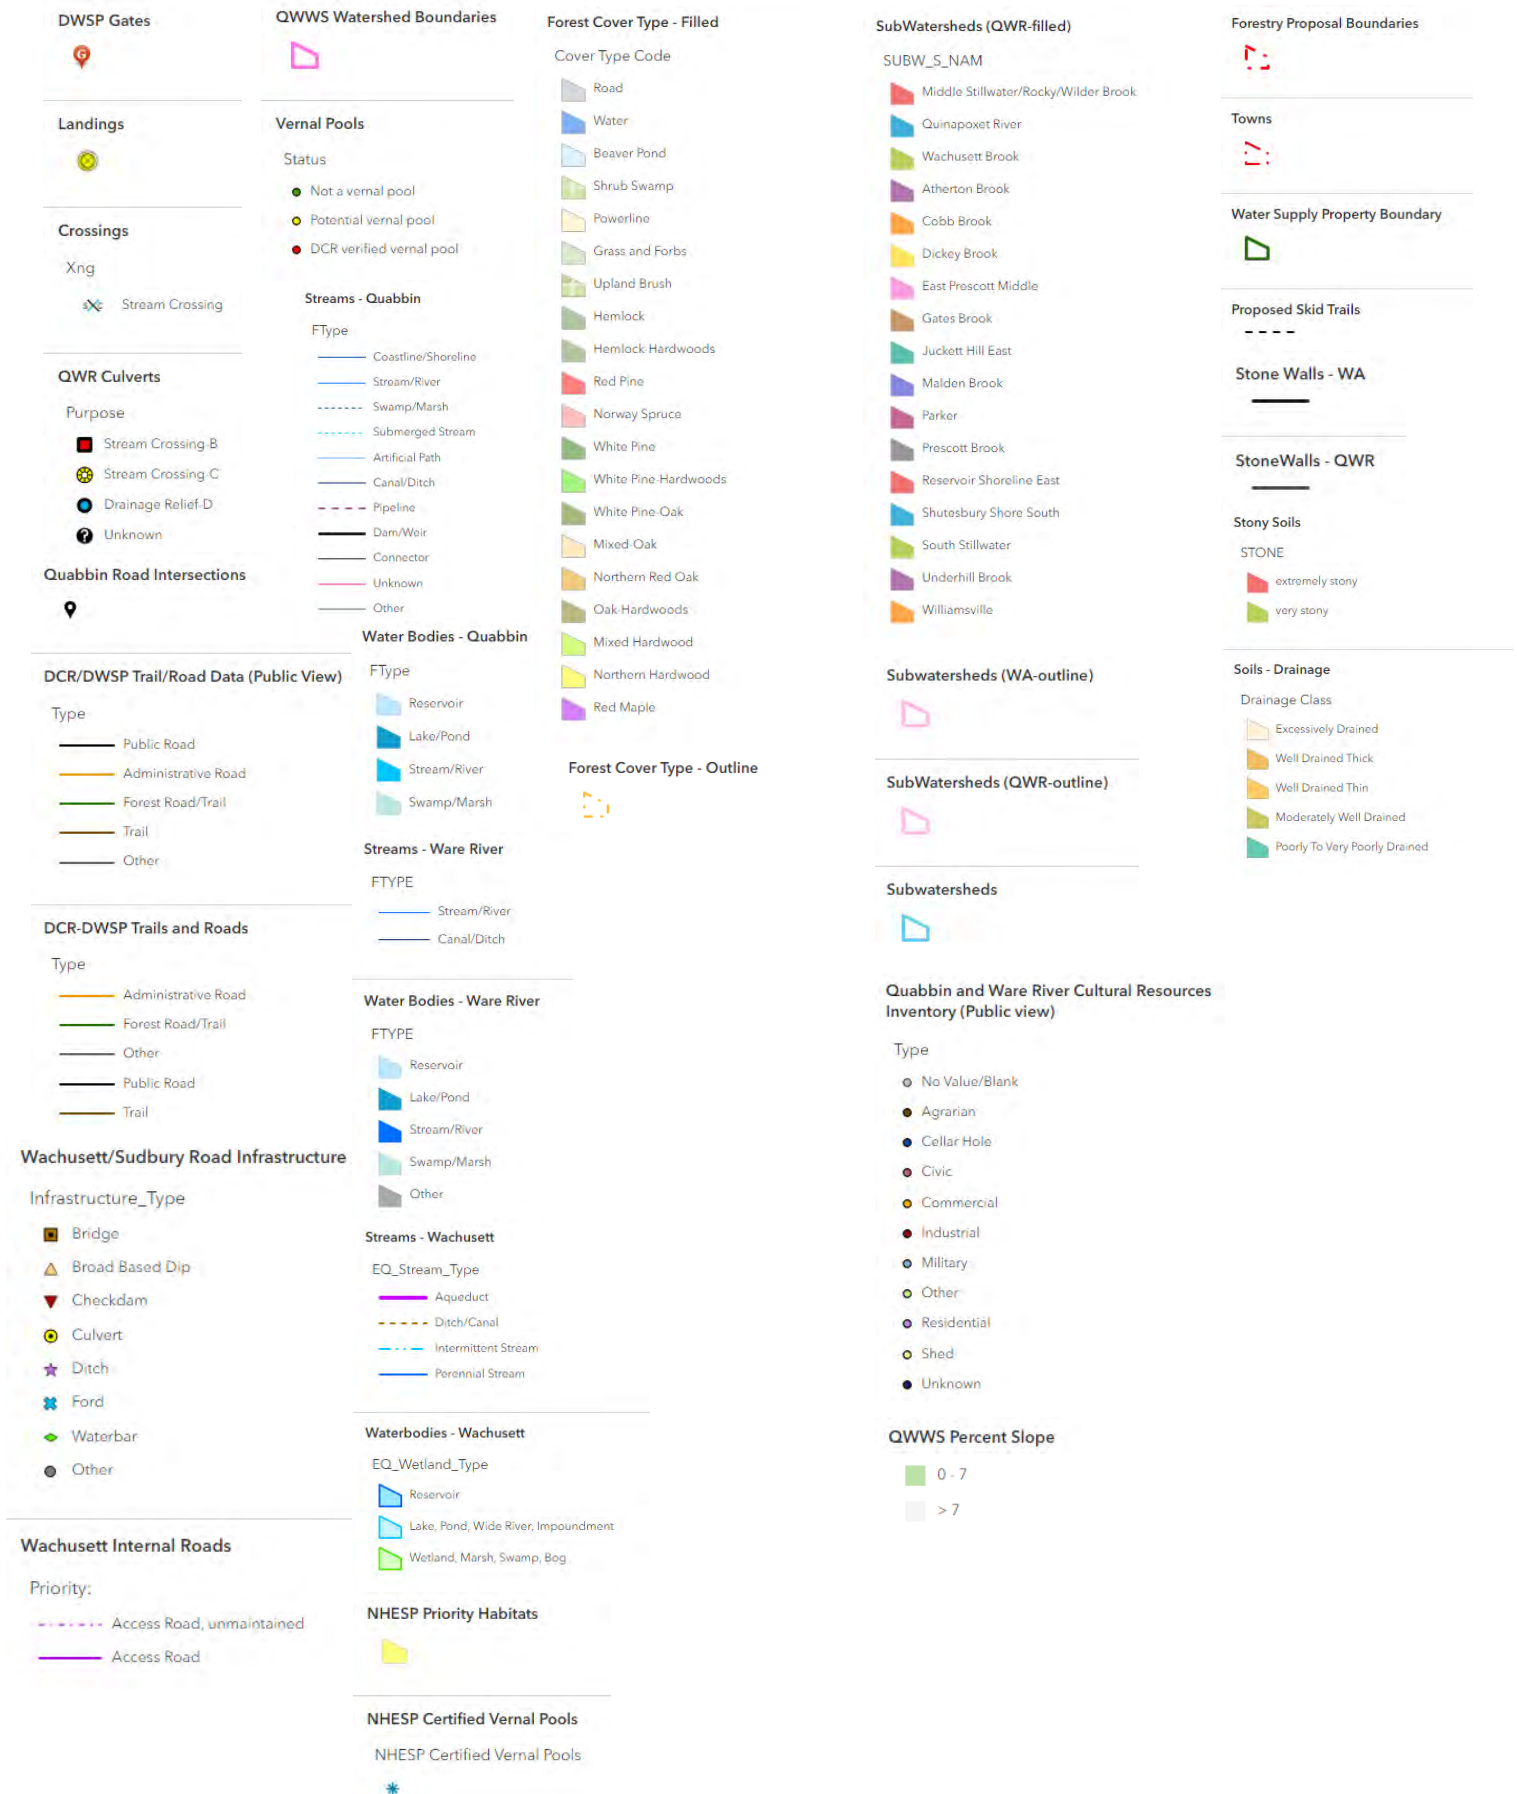 DWSP Gates
G
Landings
Crossings
Xng
Stream Crossing
QWR Culverts
Purpose
Stream Crossing-B
Stream Crossing-C
Drainage Relief-D
?
Unknown
Quabbin Road Intersections
DCR/DWSP Trail/Road Data (Public View)
Type
Public Road
Administrative Road
Forest Road/Trail
Trail
Other
DCR-DWSP Trails and Roads
Type
Administrative Road
Forest Road/Trail
Other
Public Road
Trail
Wachusett/Sudbury Road Infrastructure
Infrastructure_Type
Bridge
Broad Based Dip
Checkdam
Culvert
Ditch
Ford
Waterbar
Other
Wachusett Internal Roads
Priority:
Access Road, unmaintained
Access Road
QWWS Watershed Boundaries
Vernal Pools
Status
Not a vernal pool
Potential vernal pool
DCR verified vernal pool
Streams - Quabbin
FType
Coastline/Shoreline
Stream/River
Swamp/Marsh
Submerged Stream
Artificial Path
Canal/Ditch
Pipeline
Dam/Weir
Connector
Unknown
Other
Water Bodies - Quabbin
FType
Reservoir
Lake/Pond
Stream/River
Swamp/Marsh
Streams - Ware River
FTYPE
Stream/River
Canal/Ditch
Water Bodies - Ware River
FTYPE
Reservoir
Lake/Pond
Stream/River
Swamp/Marsh
Other
Streams - Wachusett
EQ_Stream_Type
Aqueduct
Ditch/Canal
Intermittent Stream
Perennial Stream
Waterbodies - Wachusett
EQ_Wetland_Type
Reservoir
Lake, Pond, Wide River, Impoundment
Wetland, Marsh, Swamp, Bog
NHESP Priority Habitats
NHESP Certified Vernal Pools
NHESP Certified Vernal Pools
Forest Cover Type - Filled
Cover Type Code
Road
Water
Beaver Pond
Shrub Swamp
Powerline
Grass and Forbs
Upland Brush
Hemlock
Hemlock Hardwoods
Red Pine
Norway Spruce
White Pine
White Pine-Hardwoods
White Pine-Oak
Mixed-Oak
Northern Red Oak
Oak-Hardwoods
Mixed Hardwood
Northern Hardwood
Red Maple
Forest Cover Type - Outline
SubWatersheds (QWR-filled)
SUBW_S_NAM
Middle Stillwater/Rocky/Wilder Brook
Quinapoxet River
Wachusett Brook
Atherton Brook
Cobb Brook
Dickey Brook
East Prescott Middle
Gates Brook
Juckett Hill East
Malden Brook
Parker
Prescott Brook
Reservoir Shoreline East
Shutesbury Shore South
South Stillwater
Underhill Brook
Williamsville
Subwatersheds (WA-outline)
SubWatersheds (QWR-outline)
Subwatersheds
Quabbin and Ware River Cultural Resources
Inventory (Public view)
Type
No Value/Blank
Agrarian
Cellar Hole
Civic
Commercial
Industrial
Military
Other
Residential
Shed
Unknown
QWWS Percent Slope
0 - 7
> 7
Forestry Proposal Boundaries
Towns
Water Supply Property Boundary
Proposed Skid Trails
Stone Walls - WA
StoneWalls - QWR
Stony Soils
STONE
extremely stony
very stony
Soils - Drainage
Drainage Class
Excessively Drained
Well Drained Thick
Well Drained Thin
Moderately Well Drained
Poorly To Very Poorly Drained